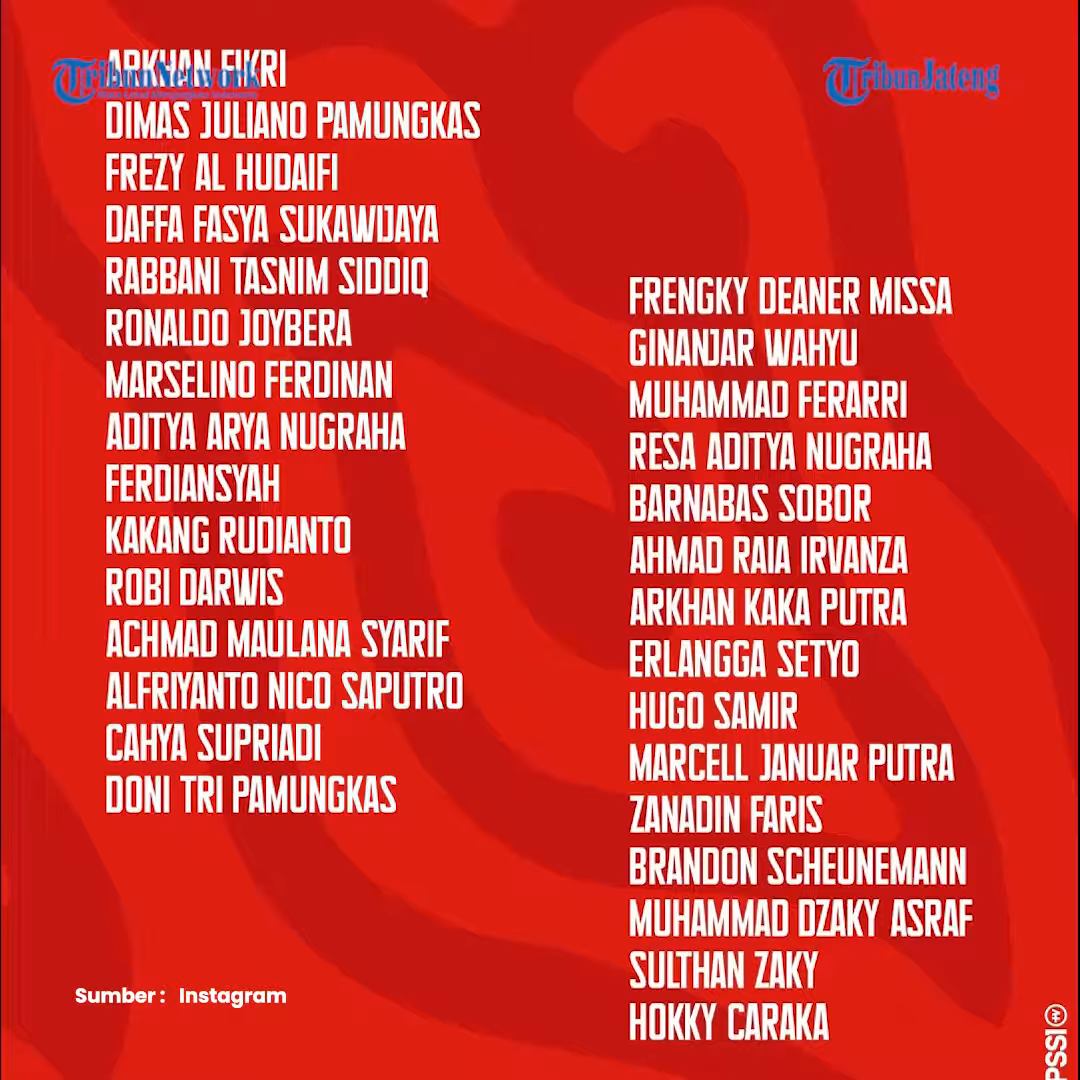 ARKHAN FIKRI
TribunNetwork
TribunJateng
DIMAS JULIANO PAMUNGKAS
FREZY AL HUDAIFI
DAFFA FASYA SUKAWIJAYA
RABBANI TASNIM SIDDIQ
RONALDO JOYBERA
MARSELINO FERDINAN
ADITYA ARYA NUGRAHA
FERDIANSYAH
KAKANG RUDIANTO
ROBI DARWIS
ACHMAD MAULANA SYARIF
ALFRIYANTO NICO SAPUTRO
CAHYA SUPRIADI
DONI TRI PAMUNGKAS
FRENGKY DEANER MISSA
GINANJAR WAHYU
MUHAMMAD FERARRI
RESA ADITYA NUGRAHA
BARNABAS SOBOR
AHMAD RAIA IRVANZA
ARKHAN KAKA PUTRA
ERLANGGA SETYO
HUGO SAMIR
MARCELL JANUAR PUTRA
ZANADIN FARIS
BRANDON SCHEUNEMANN
MUHAMMAD DZAKY ASRAF
SULTHAN ZAKY
HOKKY CARAKA
Sumber : Instagram
PSSI